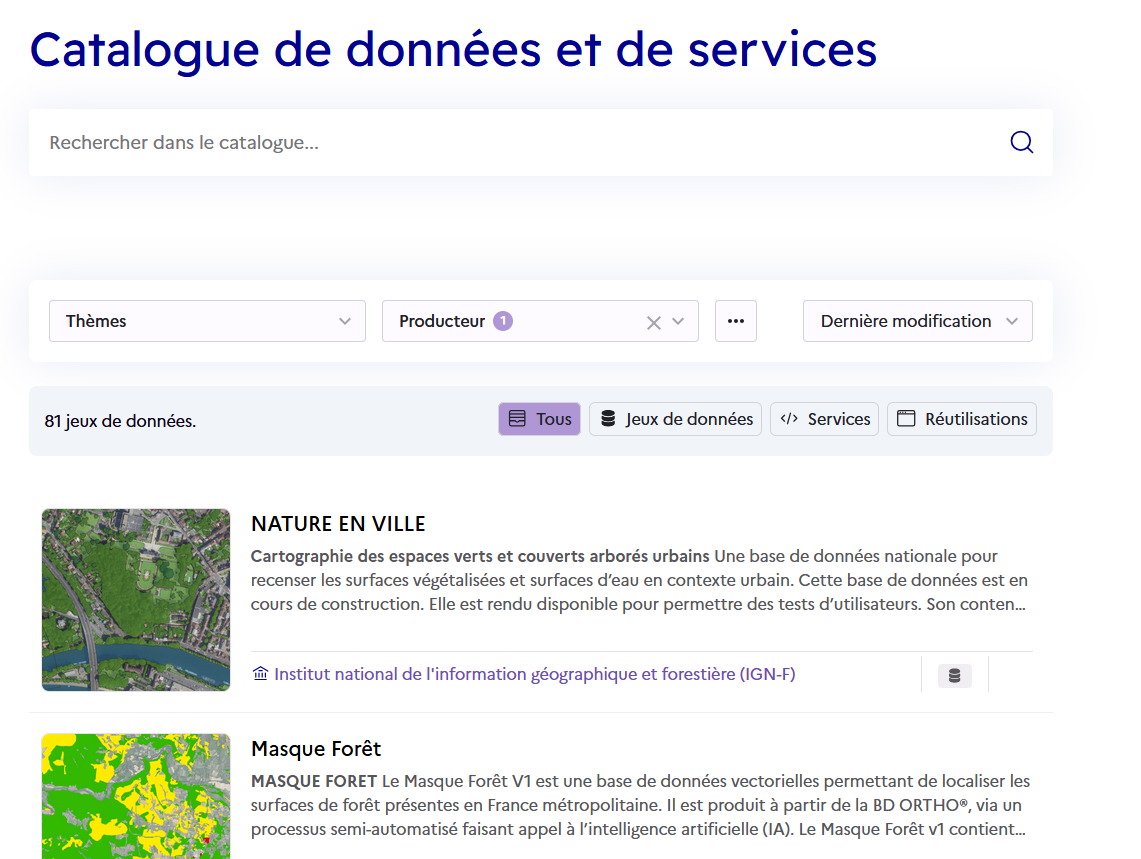 Catalogue de données et de services
Rechercher dans le catalogue...
Thèmes
Producteur 1
Dernière modification
81 jeux de données.
Tous
Jeux de données
Services
Réutilisations
NATURE EN VILLE
Cartographie des espaces verts et couverts arborés urbains Une base de données nationale pour
recenser les surfaces végétalisées et surfaces d’eau en contexte urbain. Cette base de données est en
cours de construction. Elle est rendu disponible pour permettre des tests d’utilisateurs. Son conten…
Institut national de l'information géographique et forestière (IGN-F)
Masque Forêt
MASQUE FORET Le Masque Forêt V1 est une base de données vectorielles permettant de localiser les
surfaces de forêt présentes en France métropolitaine. Il est produit à partir de la BD ORTHO®, via un
processus semi-automatisé faisant appel à l’intelligence artificielle (IA). Le Masque Forêt v1 contient…